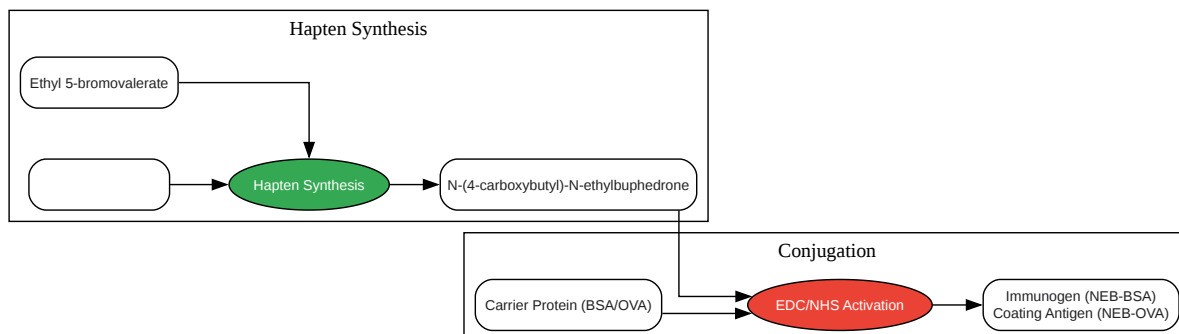 Hapten Synthesis
Ethyl 5-bromovalerate
Hapten Synthesis
N-(4-carboxybutyl)-N-ethylbuphedrone
Conjugation
Carrier Protein (BSA/OVA)
EDC/NHS Activation
Immunogen (NEB-BSA)
Coating Antigen (NEB-OVA)